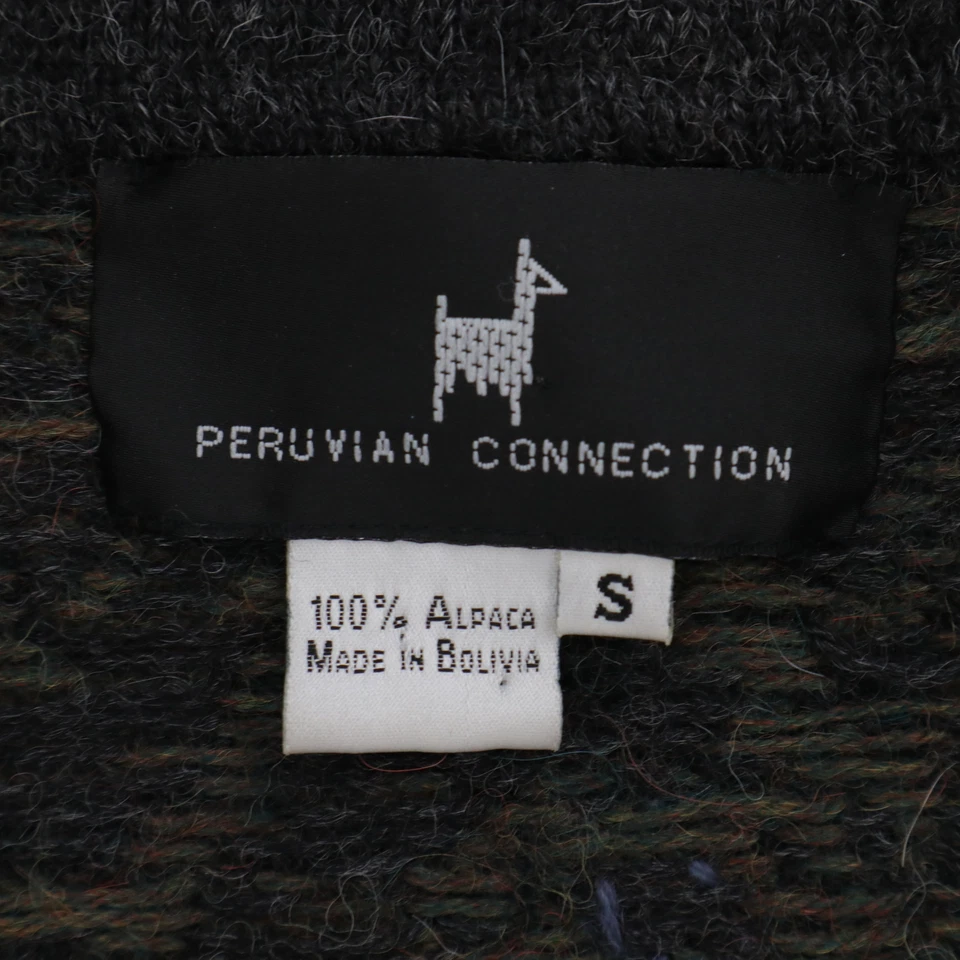 PERUVIAN CONNECTION
100% ALPACA
MADE IN BOLIVIA
S